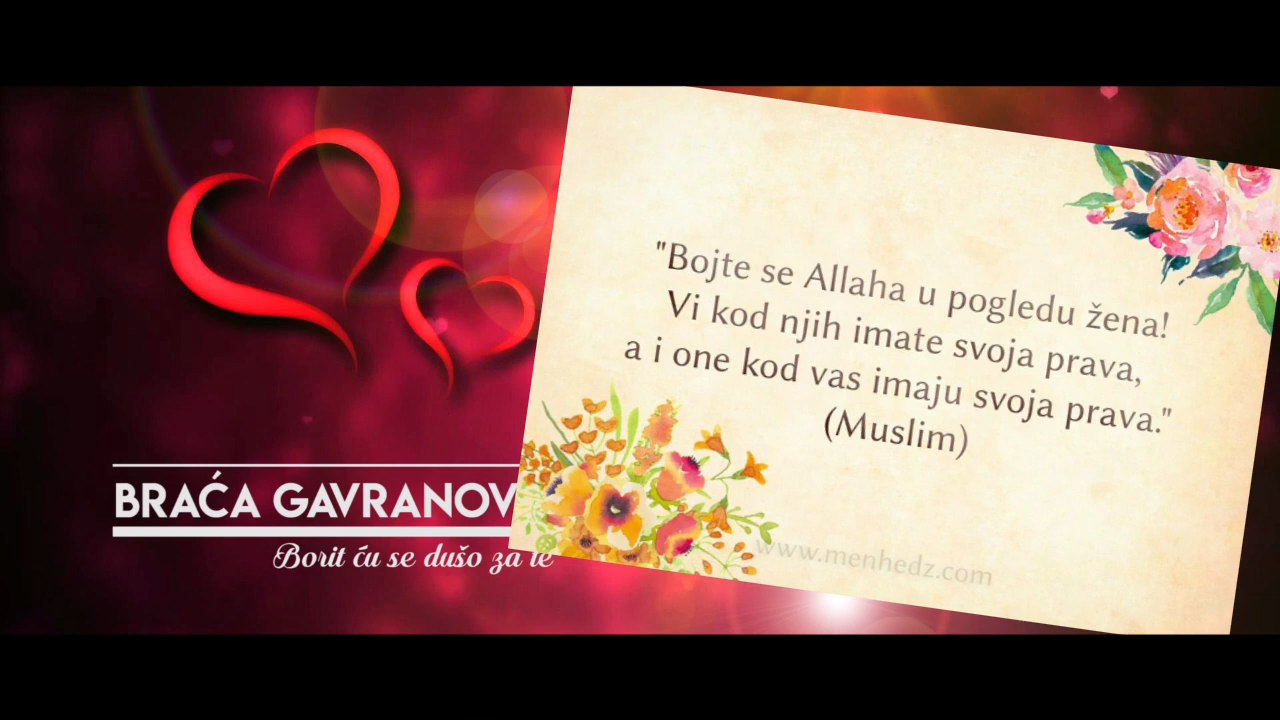 BRAĆA GAVRANOV
Borit ću se dušo za te
"Bojte se Allaha u pogledu žena!
Vi kod njih imate svoja prava,
a i one kod vas imaju svoja prava."
(Muslim)
www.menhedz.com